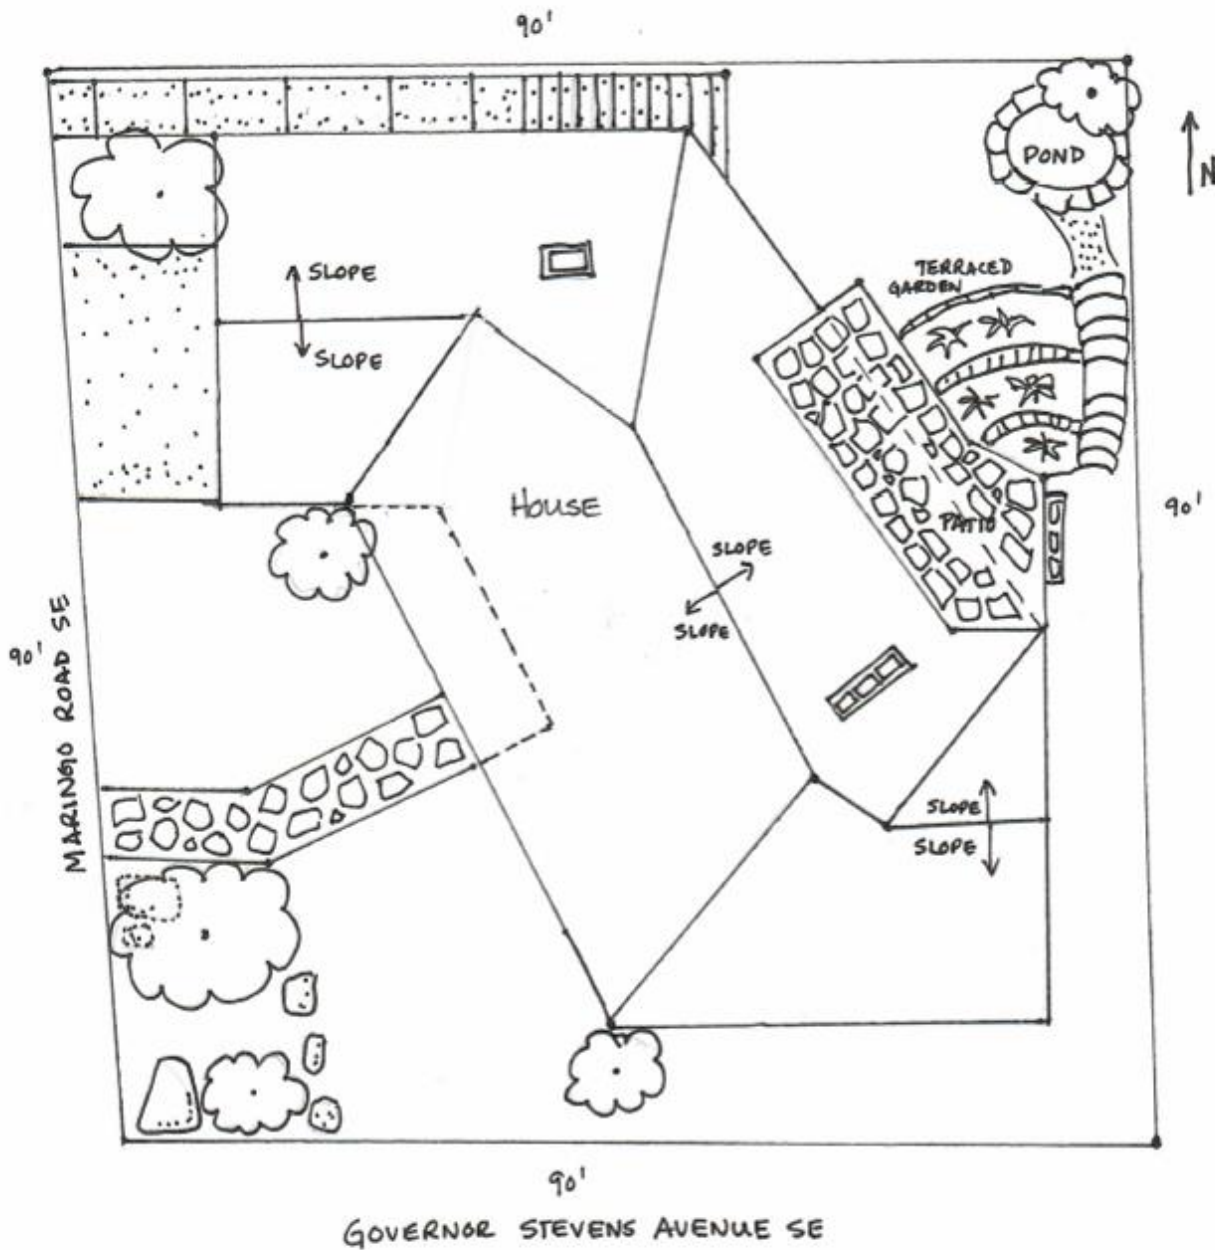 90'
POND
N
TERRACED
GARDEN
SLOPE
SLOPE
HOUSE
90'
PATIO
SLOPE
SLOPE
90'
MARINGO ROAD SE
SLOPE
SLOPE
90'
GOVERNOR STEVENS AVENUE SE